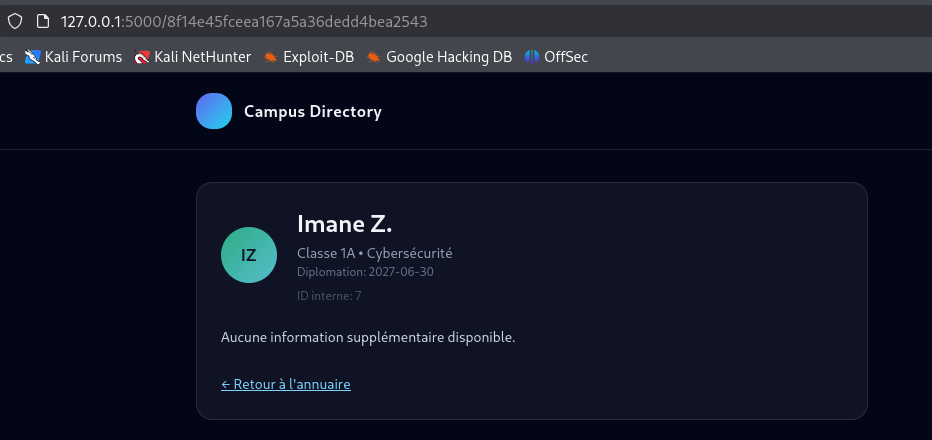 127.0.0.1:5000/8f14e45fceea167a5a36dedd4bea2543
cs Kali Forums Kali NetHunter Exploit-DB Google Hacking DB OffSec
Campus Directory
IZ
Imane Z.
Classe 1A • Cybersécurité
Diplomation: 2027-06-30
ID interne: 7
Aucune information supplémentaire disponible.
← Retour à l'annuaire